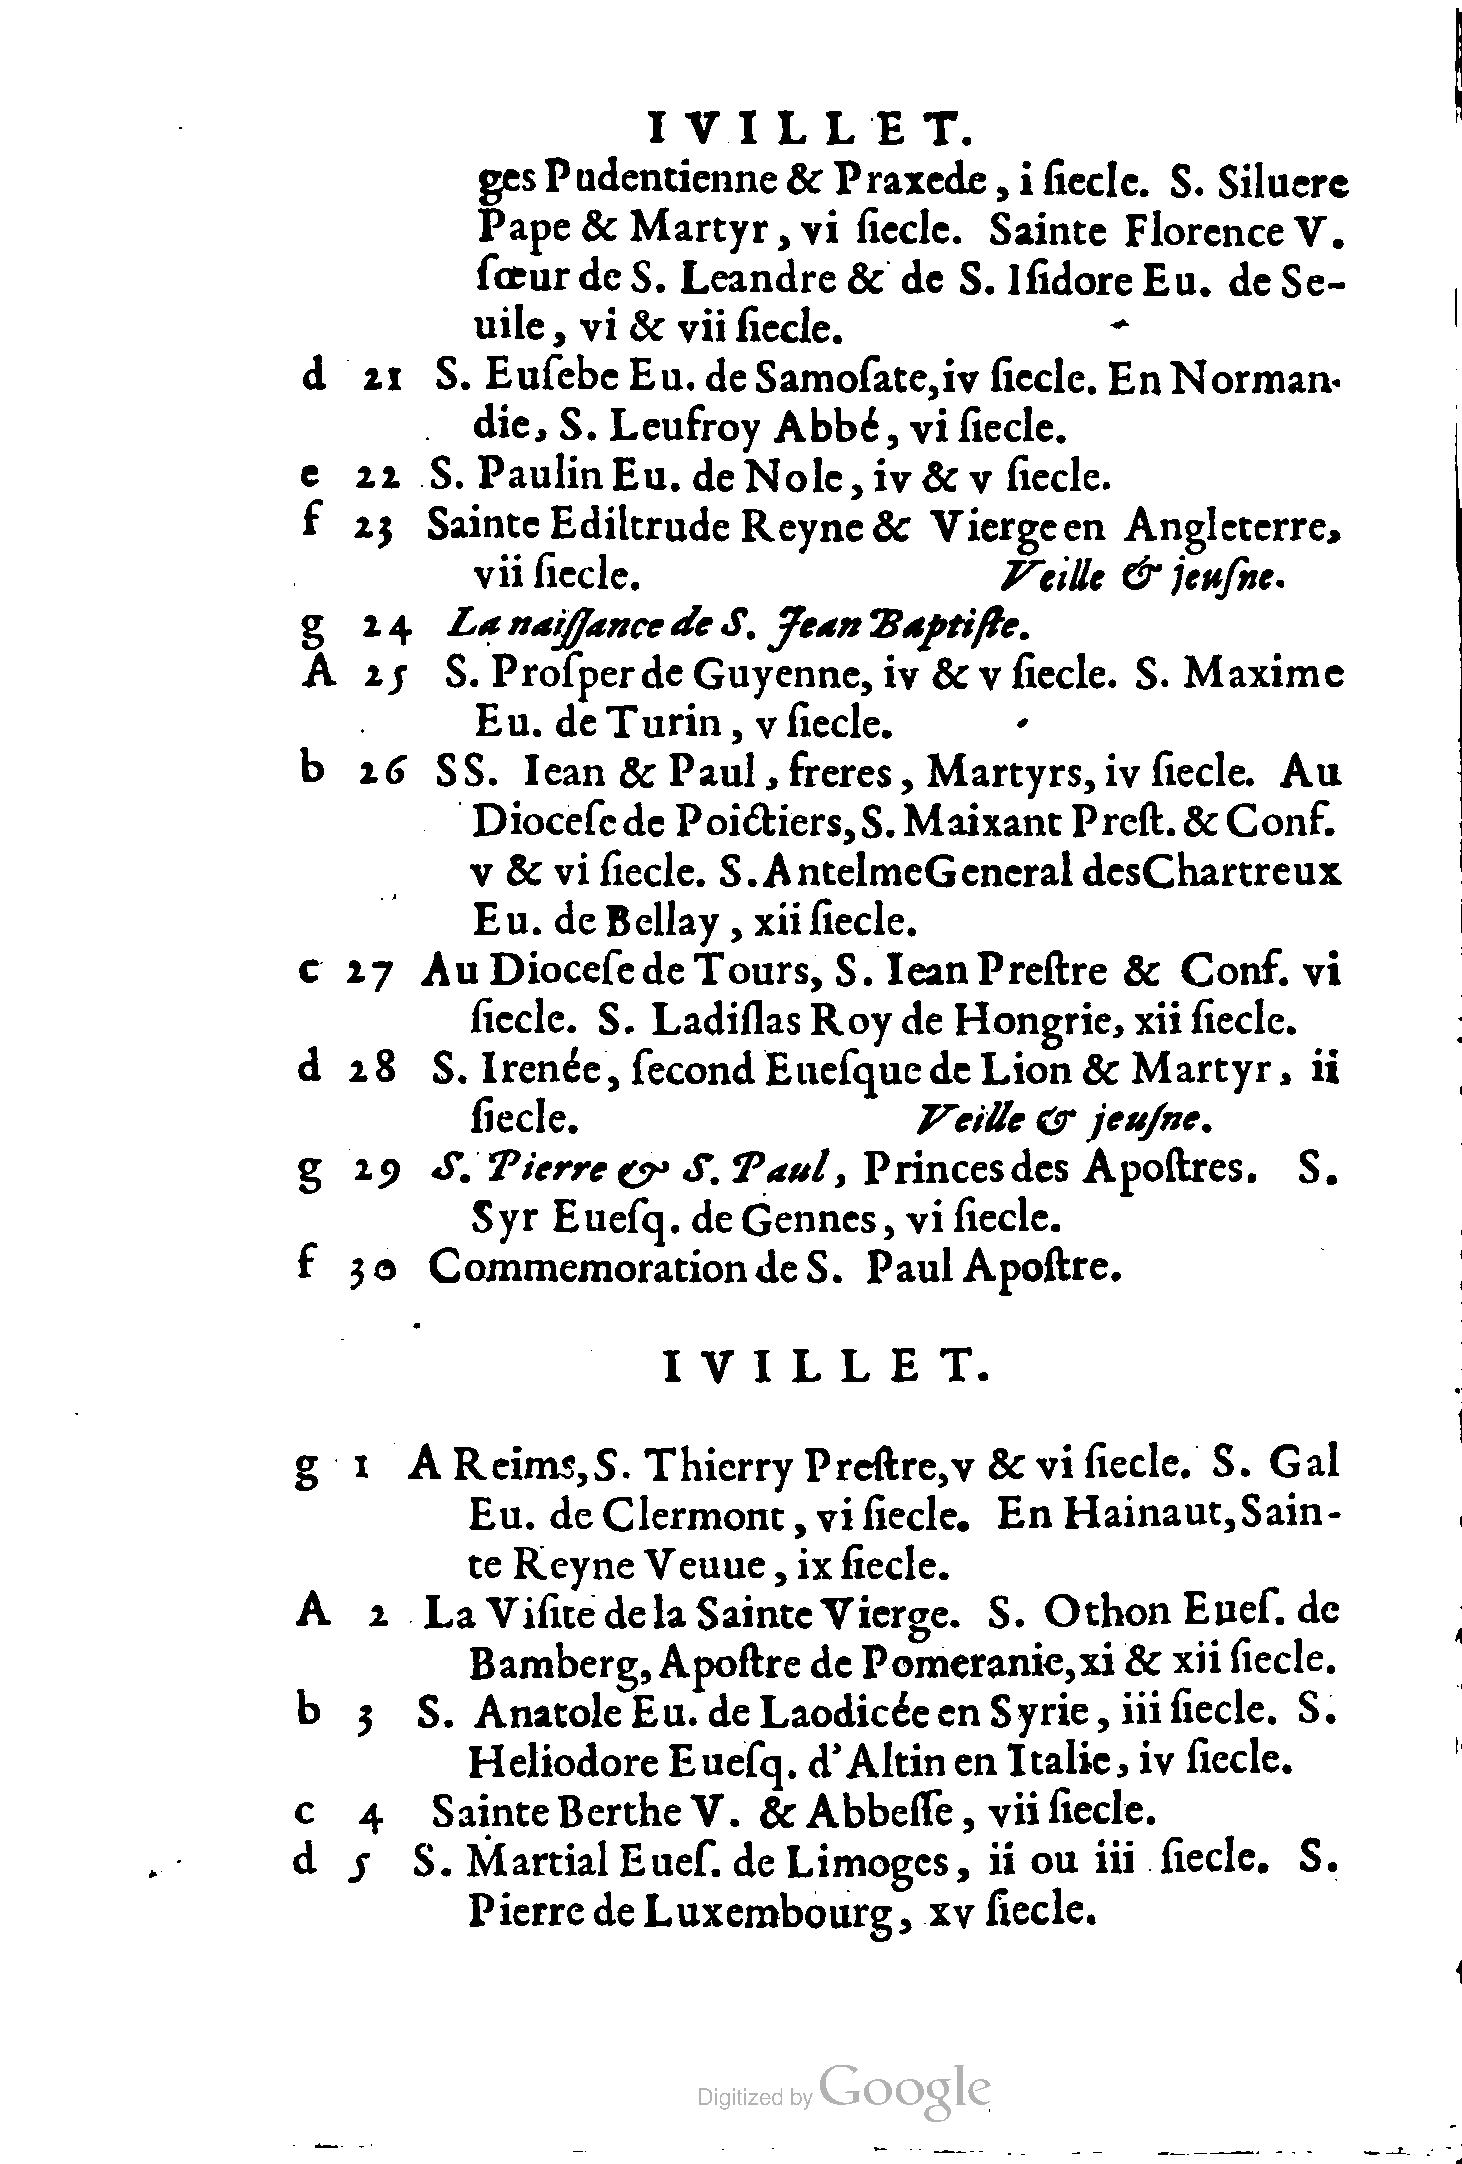 IVILLET.
ges Pudentienne & Praxede, i ſiecle. S. Siluere
Pape & Martyr, vi ſiecle. Sainte Florence V.
ſœur de S. Leandre & de S. Iſidore Eu. de Se-
uile, vi & vii ſiecle.
d 21 S. Euſebe Eu. de Samoſate, iv ſiecle. En Norman-
die, S. Leufroy Abbé, vi ſiecle.
e 22 S. Paulin Eu. de Nole, iv & v ſiecle.
f 23 Sainte Ediltrude Reyne & Vierge en Angleterre,
vii ſiecle. Veille & jeuſne.
g 24 La naiſſance de S. Jean Baptiſte.
A 25 S. Proſper de Guyenne, iv & v ſiecle. S. Maxime
Eu. de Turin, v ſiecle.
b 26 SS. Iean & Paul, freres, Martyrs, iv ſiecle. Au
Dioceſe de Poictiers, S. Maixant Preſt. & Conf.
v & vi ſiecle. S. Antelme General des Chartreux
Eu. de Bellay, xii ſiecle.
c 27 Au Dioceſe de Tours, S. Iean Preſtre & Conf. vi
ſiecle. S. Ladiſlas Roy de Hongrie, xii ſiecle.
d 28 S. Irenée, ſecond Eueſque de Lion & Martyr, ii
ſiecle. Veille & jeuſne.
g 29 S. Pierre & S. Paul, Princes des Apoſtres. S.
Syr Eueſq. de Gennes, vi ſiecle.
f 30 Commemoration de S. Paul Apoſtre.
IVILLET.
g 1 A Reims, S. Thierry Preſtre, v & vi ſiecle. S. Gal
Eu. de Clermont, vi ſiecle. En Hainaut, Sain-
te Reyne Veuue, ix ſiecle.
A 2 La Viſite de la Sainte Vierge. S. Othon Eueſ. de
Bamberg, Apoſtre de Pomeranie, xi & xii ſiecle.
b 3 S. Anatole Eu. de Laodicée en Syrie, iii ſiecle. S.
Heliodore Eueſq. d'Altin en Italie, iv ſiecle.
c 4 Sainte Berthe V. & Abbeſſe, vii ſiecle.
d 5 S. Martial Eueſ. de Limoges, ii ou iii ſiecle. S.
Pierre de Luxembourg, xv ſiecle.
Digitized by Google